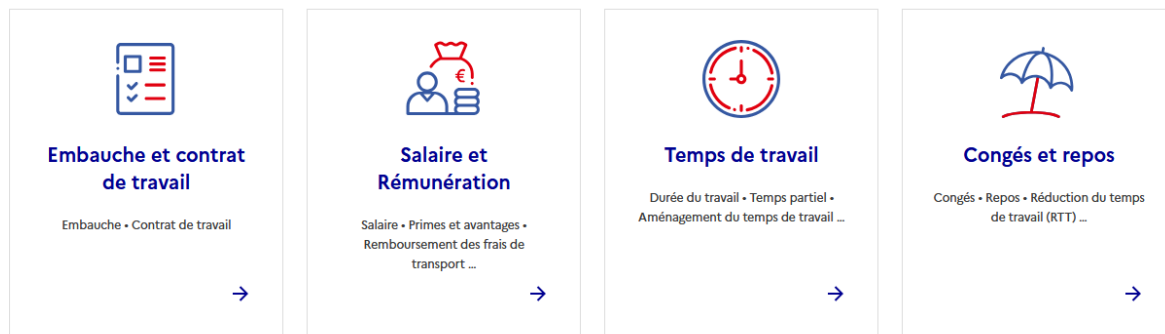 Embauche et contrat
de travail
Embauche • Contrat de travail
€
Salaire et
Rémunération
Salaire • Primes et avantages •
Remboursement des frais de
transport ...
Temps de travail
Durée du travail • Temps partiel •
Aménagement du temps de travail ...
Congés et repos
Congés • Repos • Réduction du temps
de travail (RTT) ...